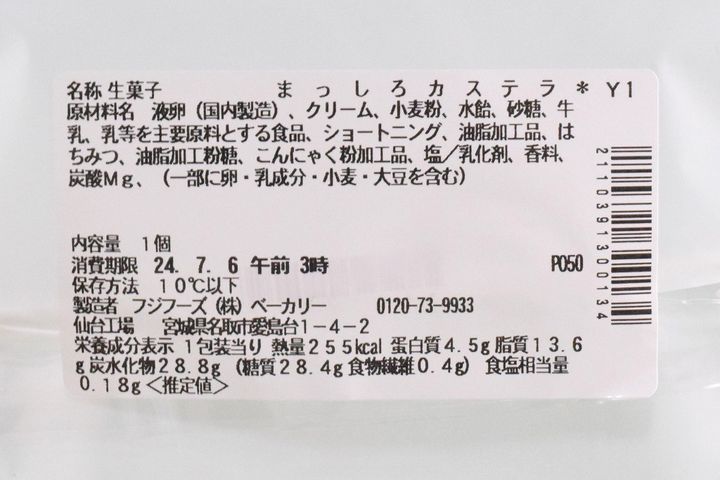 名称 生菓子 まっしろカステラ* Y1
原材料名 液卵(国内製造)、クリーム、小麦粉、水飴、砂糖、牛
乳、乳等を主要原料とする食品、ショートニング、油脂加工品、は
ちみつ、油脂加工粉糖、こんにゃく粉加工品、塩/乳化剤、香料、
炭酸Mg、(一部に卵・乳成分・小麦・大豆を含む)
内容量 1個
消費期限 24. 7. 6 午前 3時 P050
保存方法 10℃以下
製造者 フジフーズ(株)ベーカリー 0120-73-9933
仙台工場 宮城県名取市愛島台1-4-2
栄養成分表示 1包装当り 熱量255kcal 蛋白質4.5g 脂質13.6
g 炭水化物28.8g (糖質28.4g 食物繊維0.4g) 食塩相当量
0.18g<推定値>
2110391300134